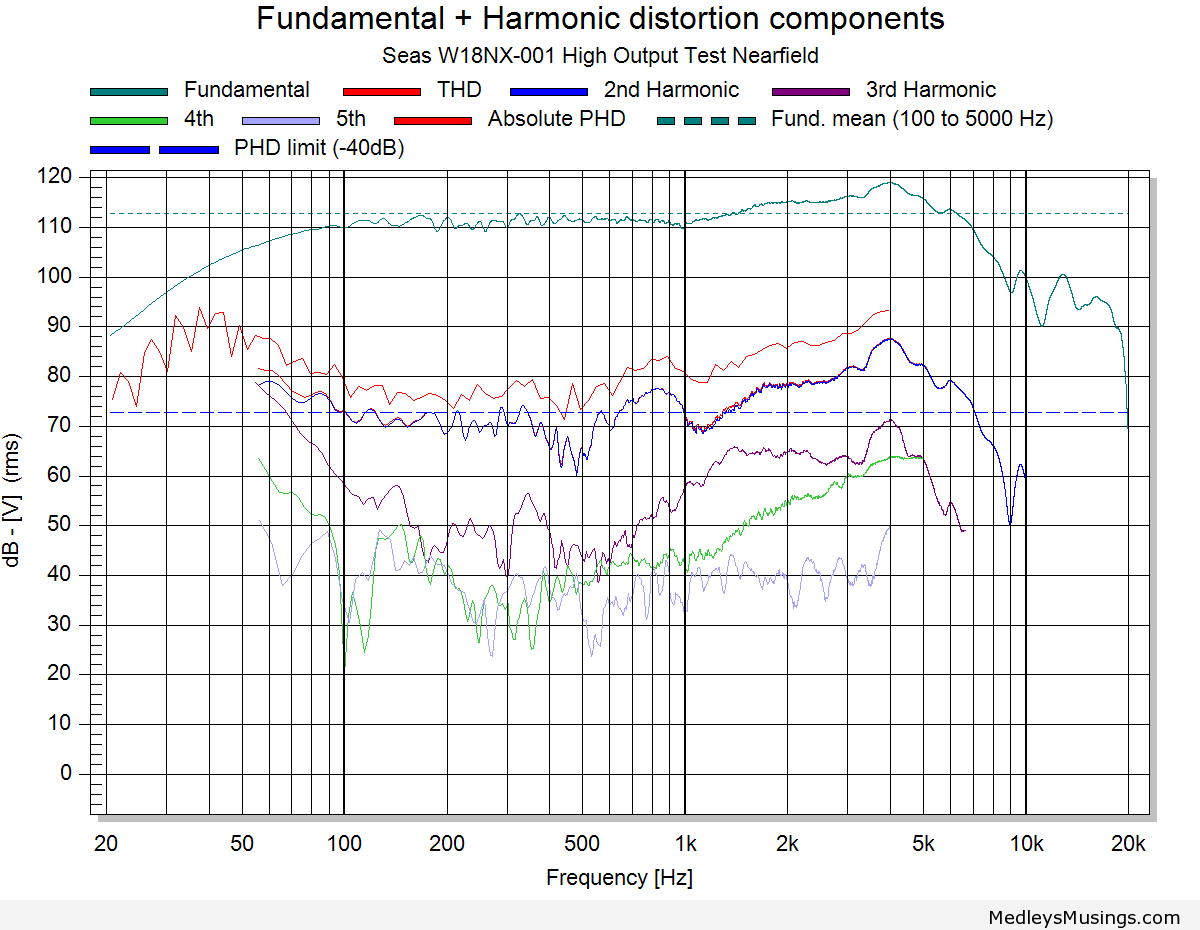 Fundamental + Harmonic distortion components
Seas W18NX-001 High Output Test Nearfield
Fundamental THD 2nd Harmonic 3rd Harmonic
4th 5th Absolute PHD Fund. mean (100 to 5000 Hz)
PHD limit (-40dB)
120
110
100
90
80
70
60
50
40
30
20
10
0
dB - [V] (rms)
20 50 100 200 500 1k 2k 5k 10k 20k
Frequency [Hz]
MedleysMusings.com